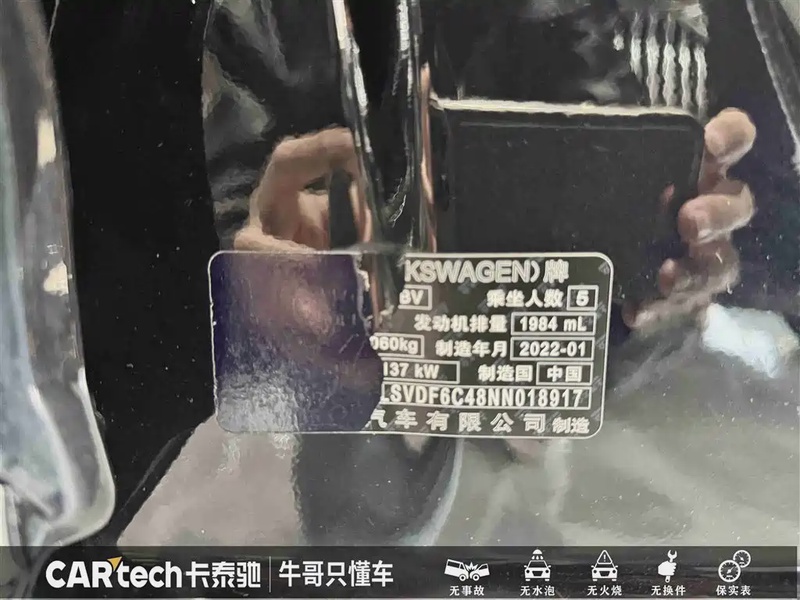 KSWAGEN)牌
BV 乘坐人数 5
发动机排量 1984 mL
060kg 制造年月 2022-01
137 kW 制造国 中国
LSVDF6C48NN018917
汽车有限公司 制造
CARtech卡泰驰 牛哥只懂车
无事故 无水泡 无火烧 无换件 保实表